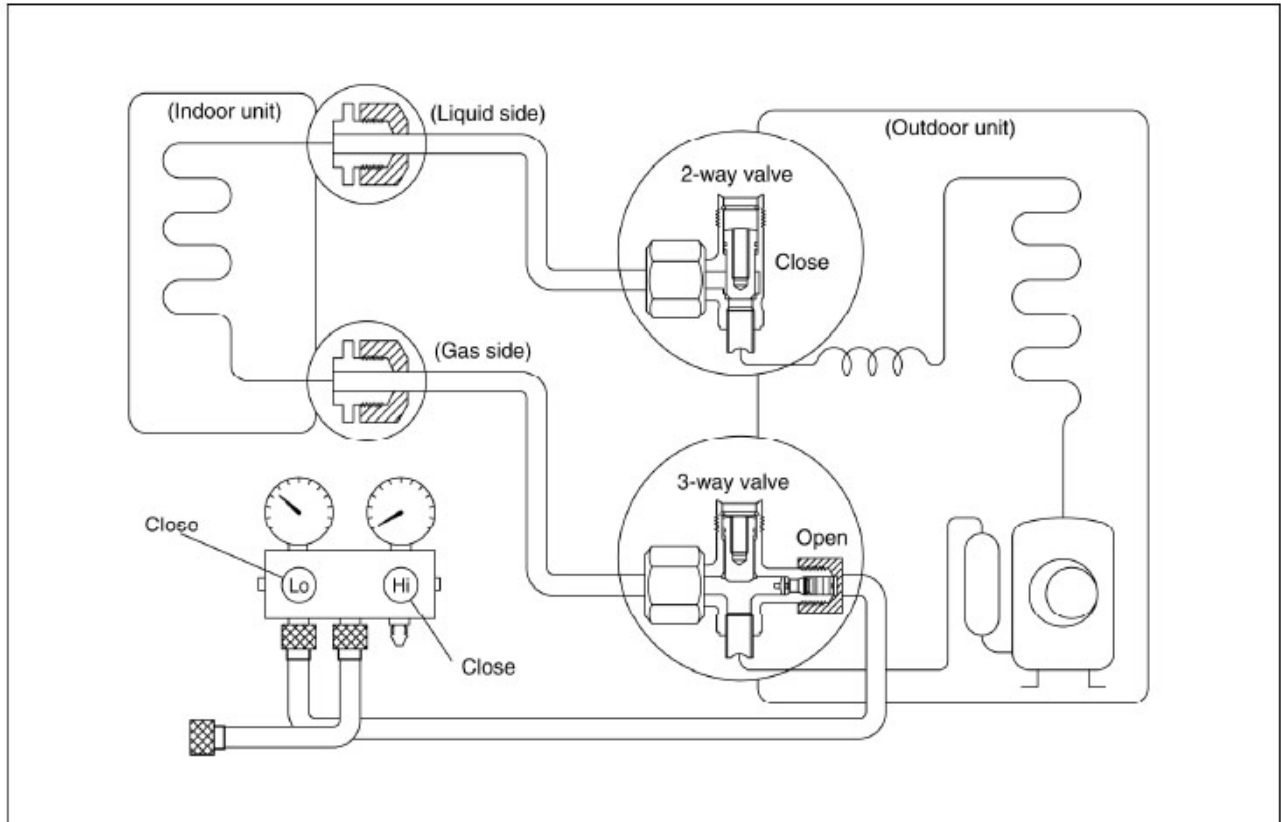 (Indoor unit)
(Liquid side)
(Outdoor unit)
2-way valve
Close
(Gas side)
3-way valve
Open
Close
Lo
Hi
Close